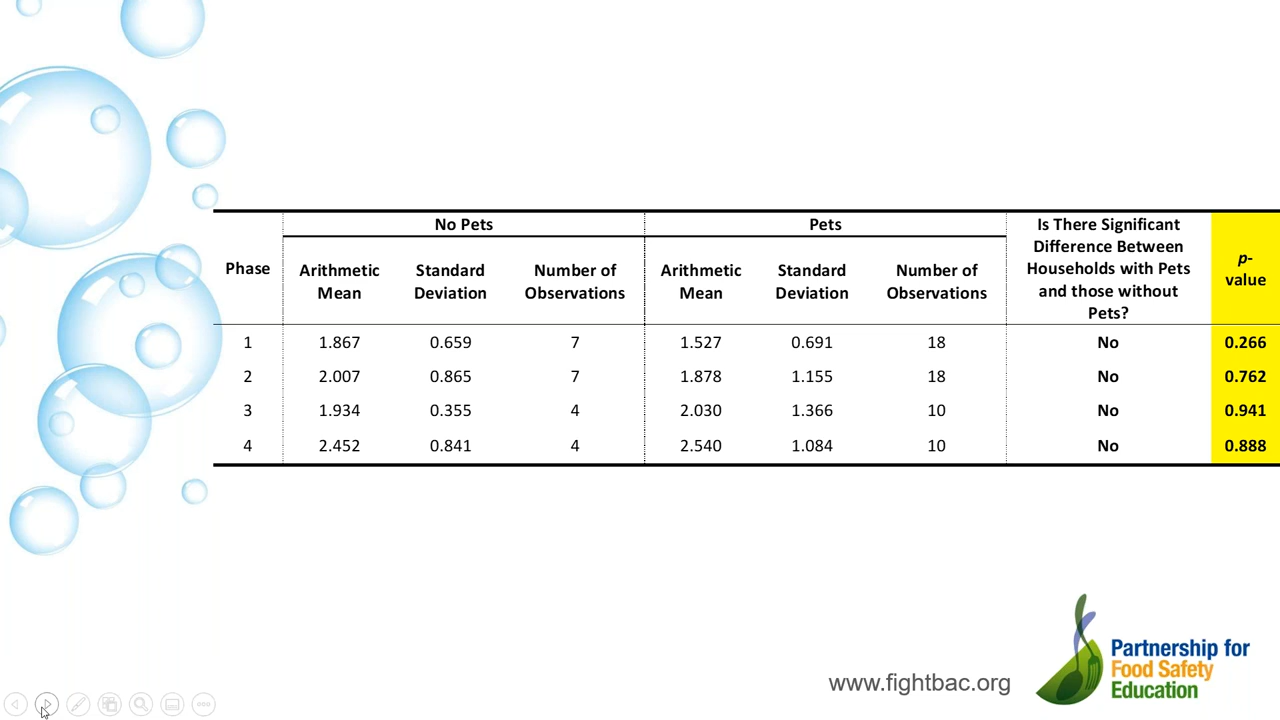 No Pets
Pets
Is There Significant
Difference Between
Households with Pets
and those without
Pets?
p-
value
Phase
Arithmetic
Mean
Standard
Deviation
Number of
Observations
Arithmetic
Mean
Standard
Deviation
Number of
Observations
1 1.867 0.659 7 1.527 0.691 18 No 0.266
2 2.007 0.865 7 1.878 1.155 18 No 0.762
3 1.934 0.355 4 2.030 1.366 10 No 0.941
4 2.452 0.841 4 2.540 1.084 10 No 0.888
www.fightbac.org
Partnership for
Food Safety
Education